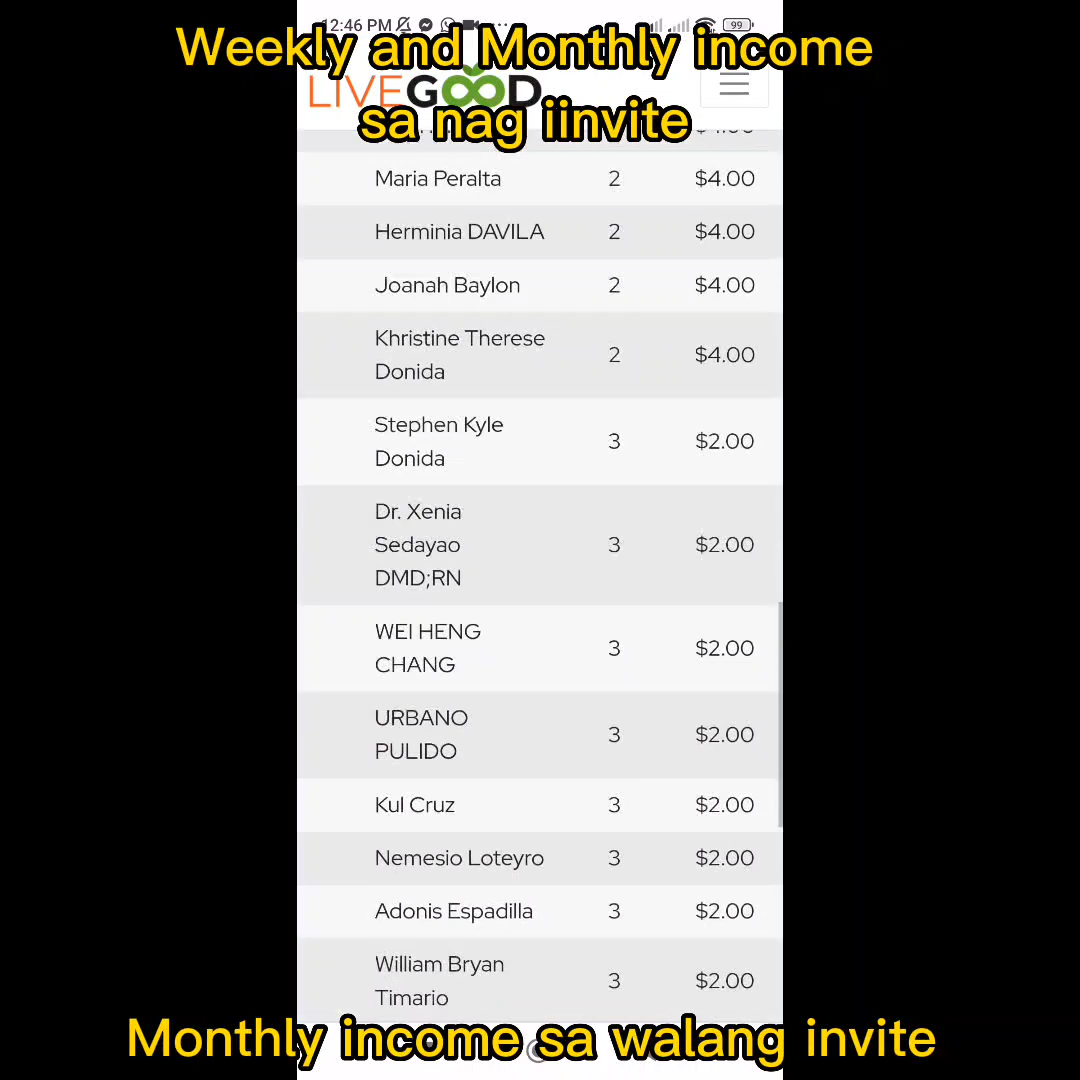 12:46 PM
99
Weekly and Monthly income
LIVEGOOD
sa nag iinvite
Maria Peralta 2 $4.00
Herminia DAVILA 2 $4.00
Joanah Baylon 2 $4.00
Khristine Therese
Donida 2 $4.00
Stephen Kyle
Donida 3 $2.00
Dr. Xenia
Sedayao 3 $2.00
DMD;RN
WEI HENG
CHANG 3 $2.00
URBANO
PULIDO 3 $2.00
Kul Cruz 3 $2.00
Nemesio Loteyro 3 $2.00
Adonis Espadilla 3 $2.00
William Bryan
Timario 3 $2.00
Monthly income sa walang invite